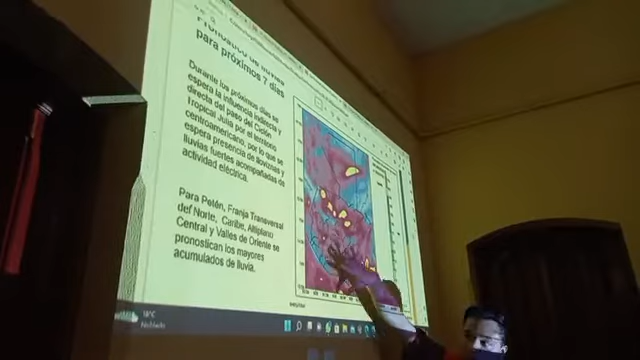 para próximos 7 días
Durante los próximos días se
espera la influencia indirecta y
directa del paso del Ciclón
Tropical Julia por el territorio
centroamericano, por lo que se
espera presencia de lloviznas y
lluvias fuertes acompañadas de
actividad eléctrica.
Para Petén, Franja Transversal
del Norte, Caribe, Altiplano
Central y Valles de Oriente se
pronostican los mayores
acumulados de lluvia.
18°C
Nublado